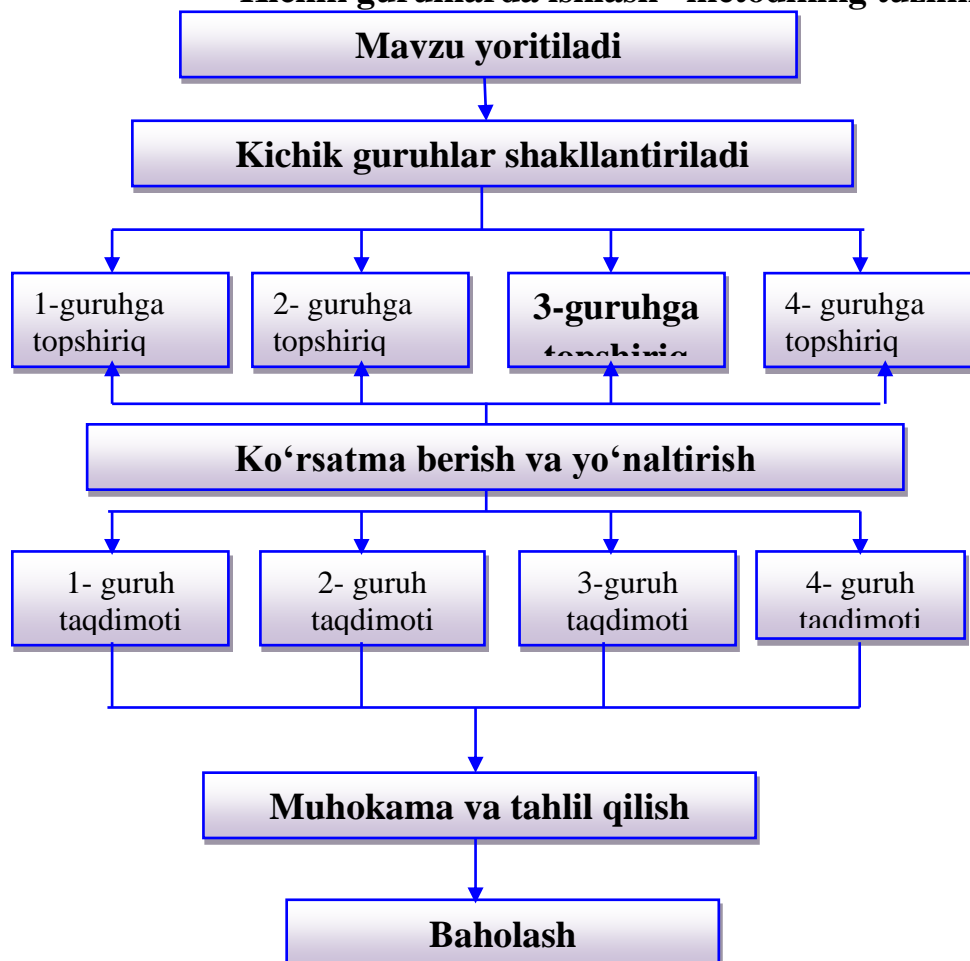 Mavzu yoritiladi
Kichik guruhlar shakllantiriladi
1-guruhga
topshiriq
2- guruhga
topshiriq
3-guruhga
topshiriq
4- guruhga
topshiriq
Ko‘rsatma berish va yo‘naltirish
1- guruh
taqdimoti
2- guruh
taqdimoti
3-guruh
taqdimoti
4- guruh
taqdimoti
Muhokama va tahlil qilish
Baholash